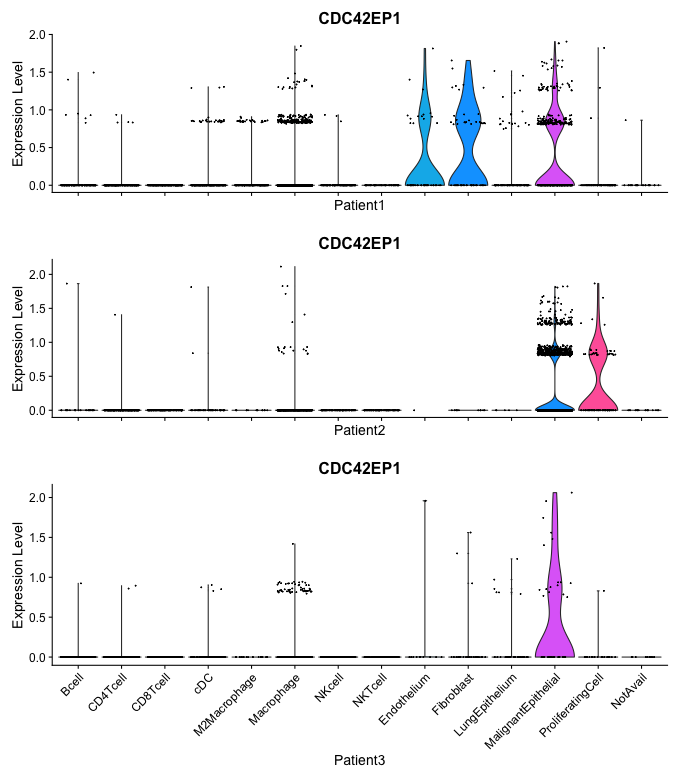 CDC42EP1
Expression Level
2.0
1.5
1.0
0.5
0.0
Patient1
CDC42EP1
Expression Level
2.0
1.5
1.0
0.5
0.0
Patient2
CDC42EP1
Expression Level
2.0
1.5
1.0
0.5
0.0
Bcell
CD4Tcell
CD8Tcell
cDC
M2Macrophage
Macrophage
NKcell
NKTcell
Endothelium
Fibroblast
LungEpithelium
MalignantEpithelial
ProliferatingCell
NotAvail
Patient3